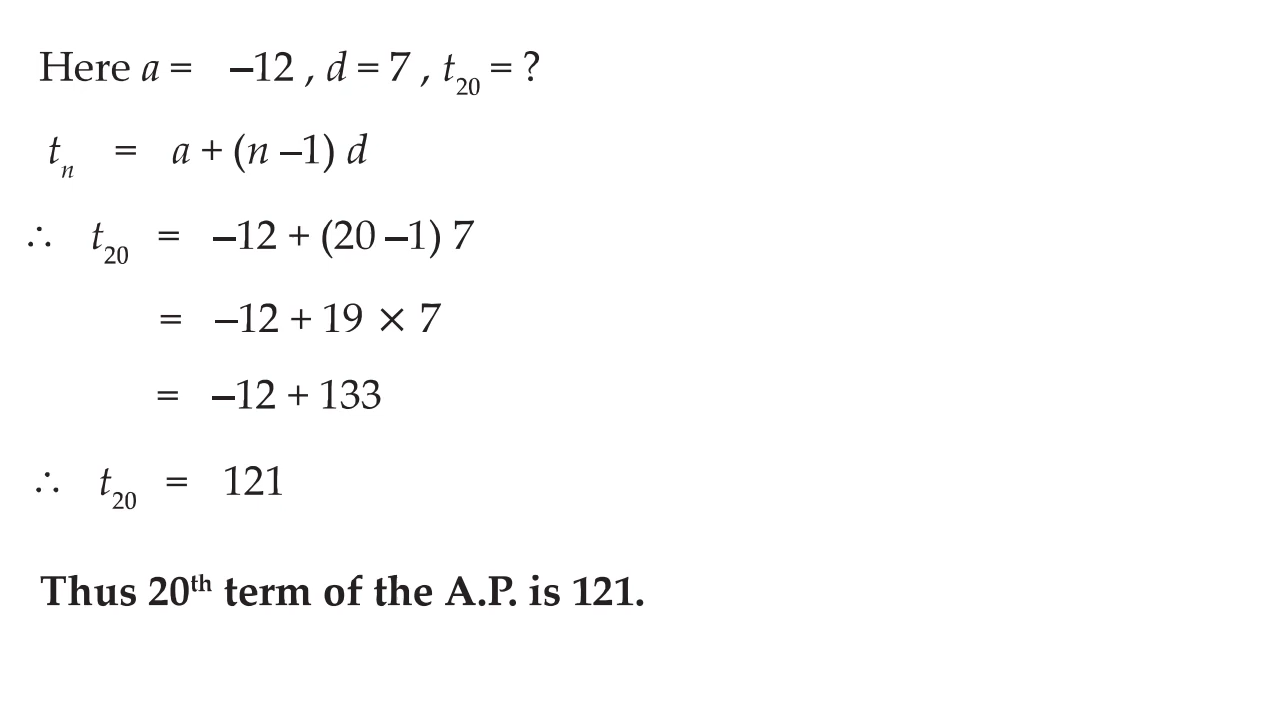 Here a = –12 , d = 7 , t₂₀ = ?
tₙ = a + (n –1) d
∴ t₂₀ = –12 + (20 –1) 7
= –12 + 19 × 7
= –12 + 133
∴ t₂₀ = 121
Thus 20ᵗʰ term of the A.P. is 121.